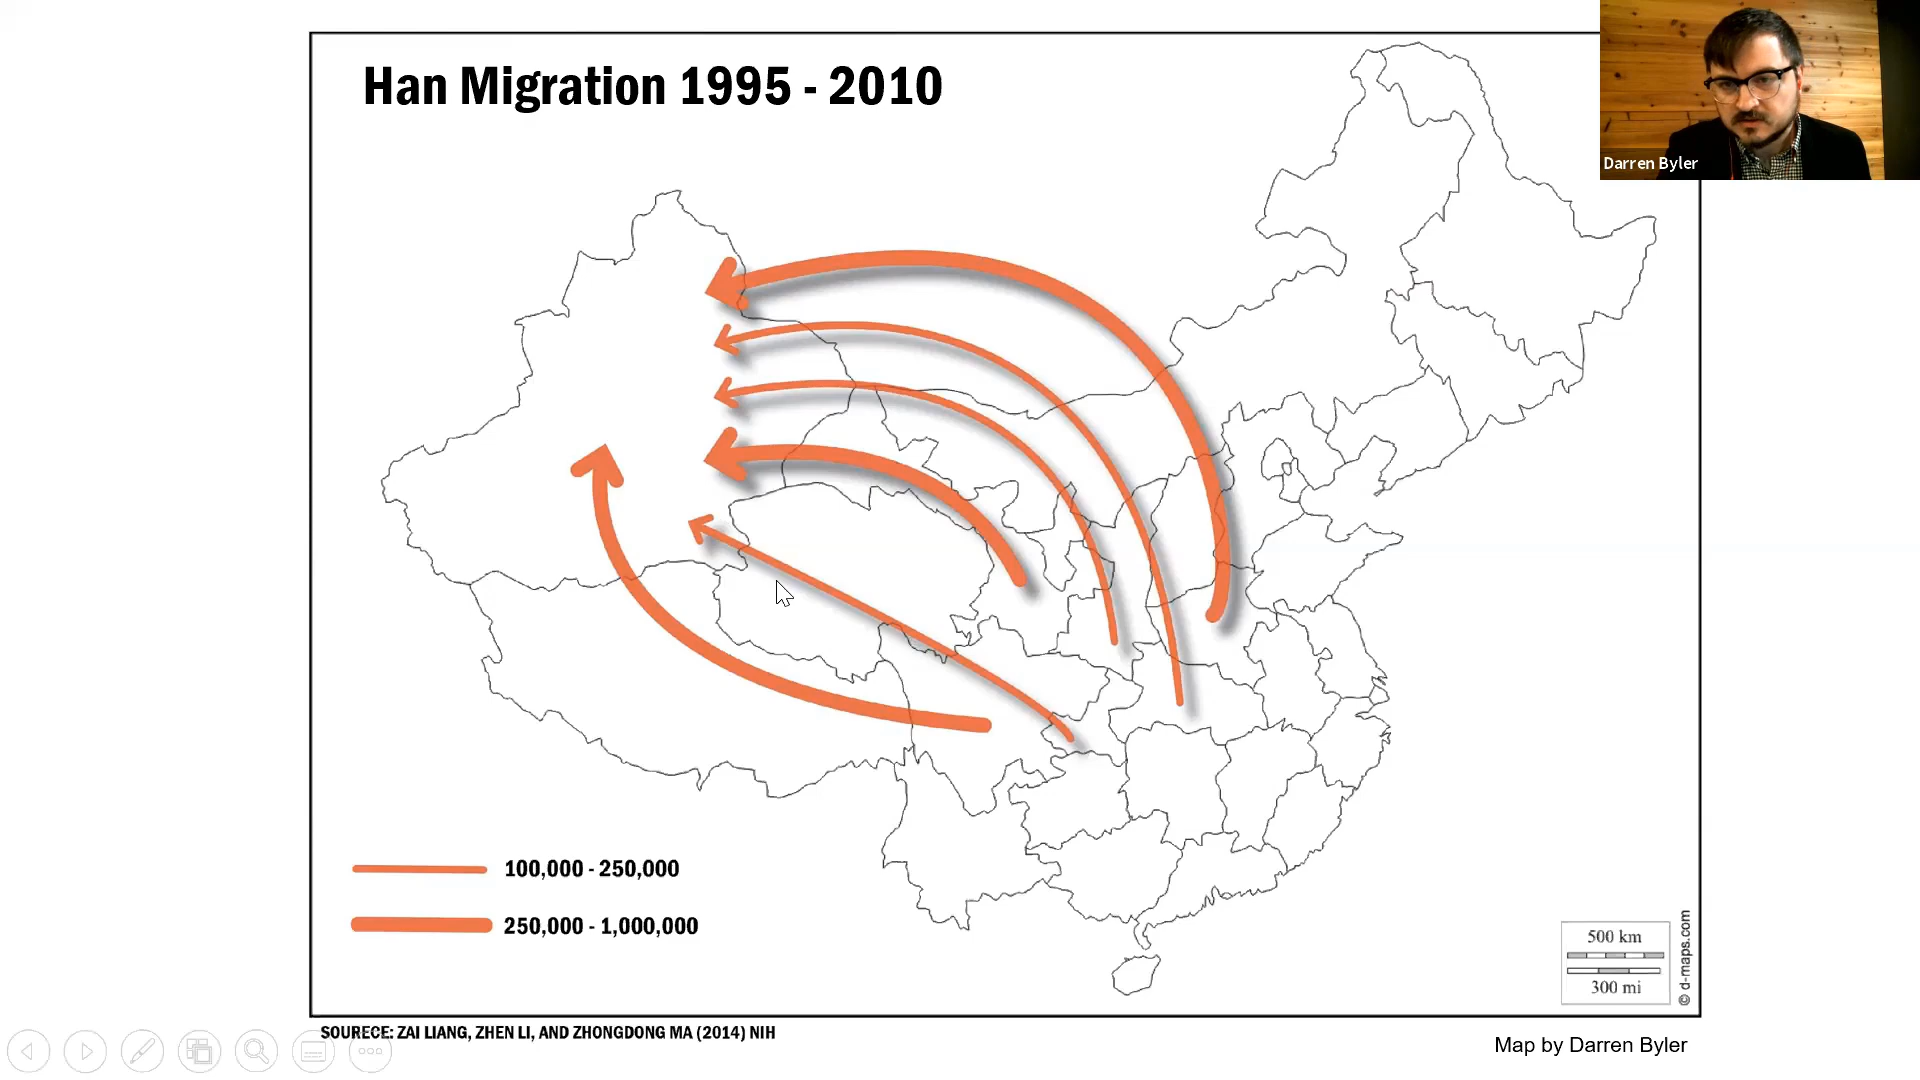 Han Migration 1995 - 2010
Darren Byler
100,000 - 250,000
250,000 - 1,000,000
500 km
300 mi
© d-maps.com
SOURECE: ZAI LIANG, ZHEN LI, AND ZHONGDONG MA (2014) NIH
Map by Darren Byler